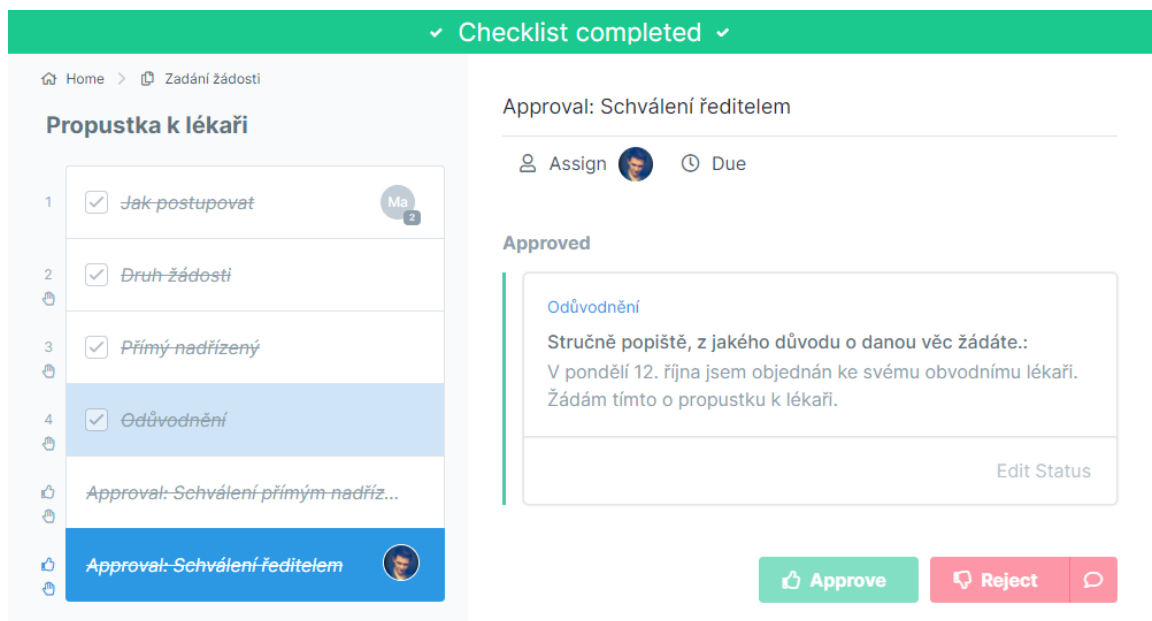 Checklist completed
Home > Zadání žádosti
Propustka k lékaři
1 Jak postupovat Ma 2
2 Druh žádosti
3 Přímý nadřízený
4 Odůvodnění
Approval: Schválení přímým nadříz...
Approval: Schválení ředitelem
Approval: Schválení ředitelem
Assign Due
Approved
Odůvodnění
Stručně popiště, z jakého důvodu o danou věc žádáte.:
V pondělí 12. října jsem objednán ke svému obvodnímu lékaři.
Žádám tímto o propustku k lékaři.
Edit Status
Approve Reject